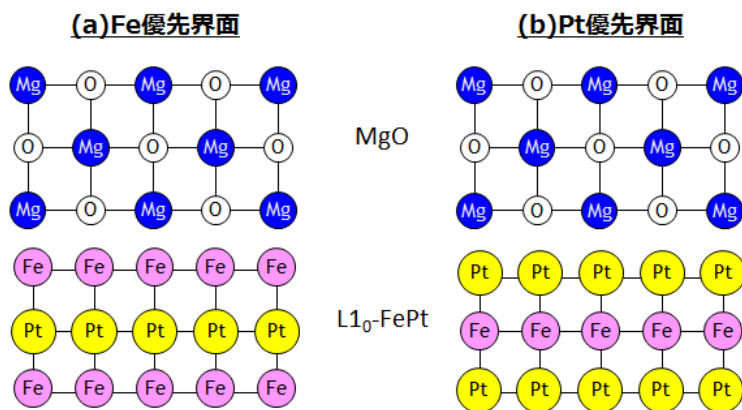 (a)Fe優先界面
(b)Pt優先界面
Mg O Mg O Mg
Mg O Mg O Mg
O Mg O Mg O
MgO
O Mg O Mg O
Mg O Mg O Mg
Mg O Mg O Mg
Fe Fe Fe Fe Fe
Pt Pt Pt Pt Pt
Pt Pt Pt Pt Pt
L1₀-FePt
Fe Fe Fe Fe Fe
Fe Fe Fe Fe Fe
Pt Pt Pt Pt Pt